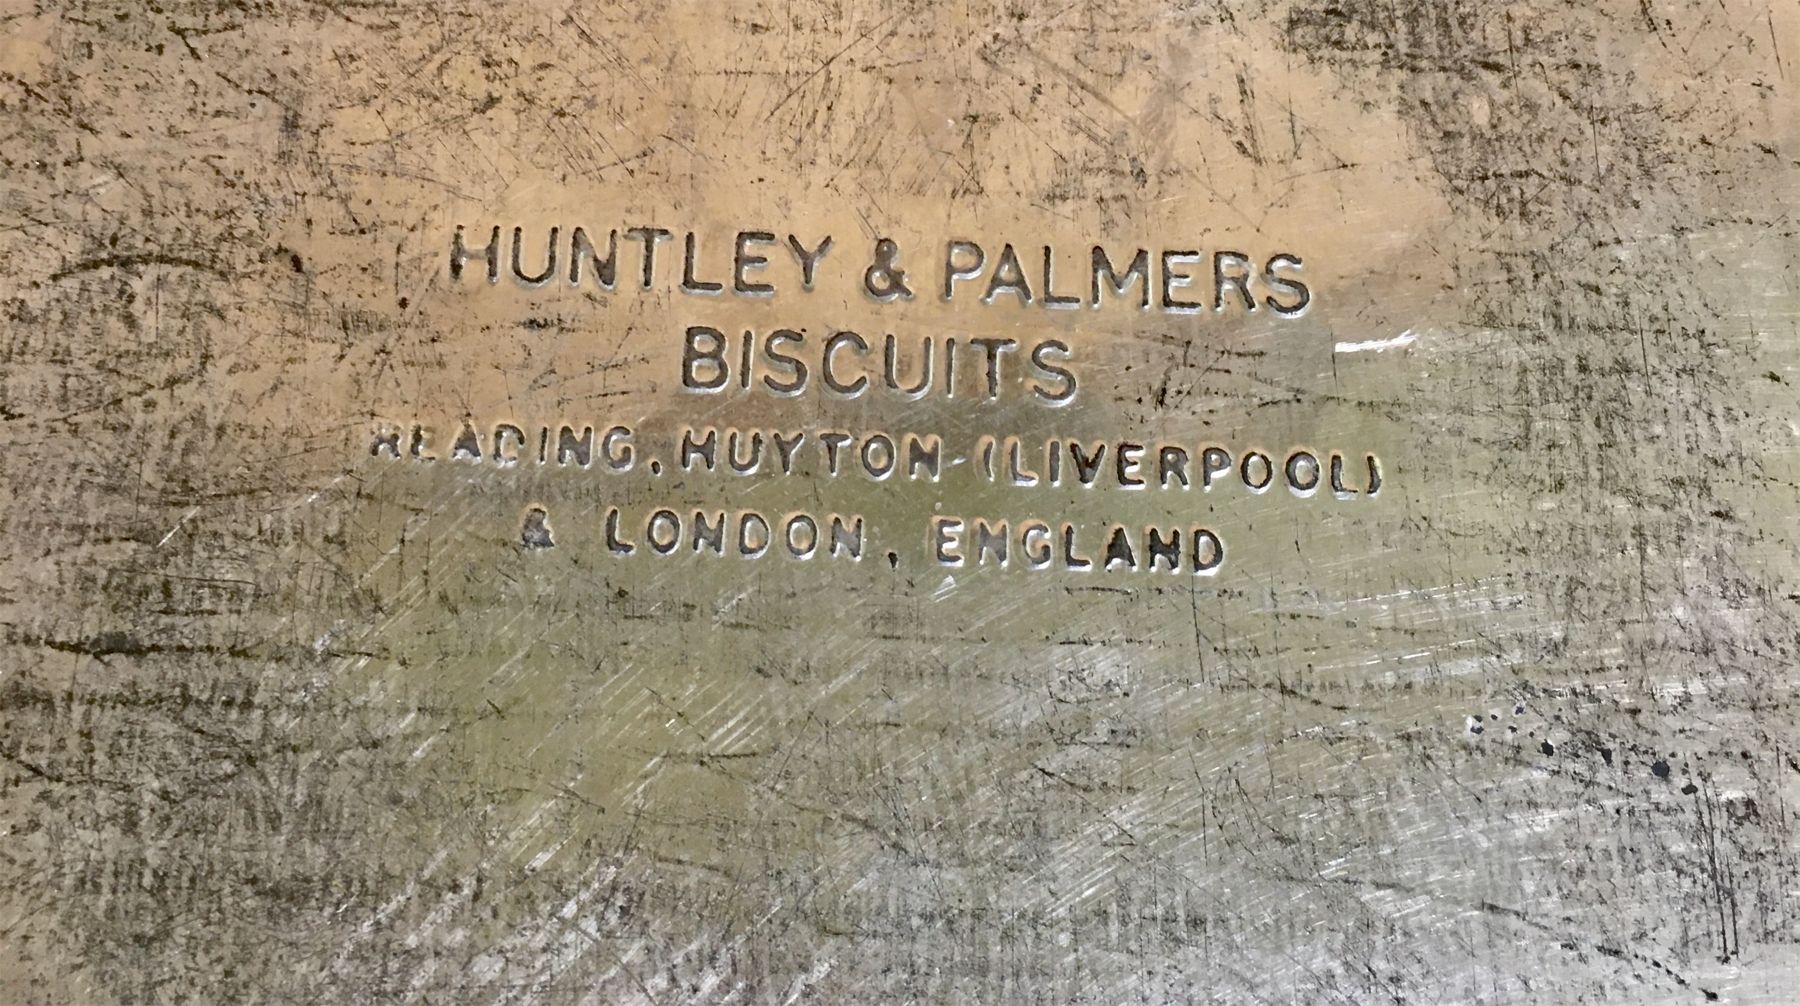 HUNTLEY & PALMERS
BISCUITS
READING, HUYTON (LIVERPOOL)
& LONDON, ENGLAND